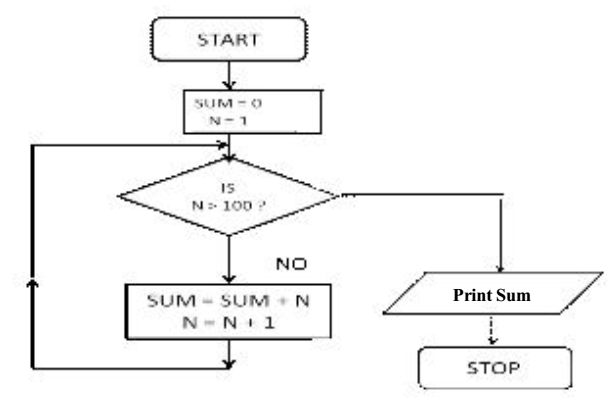 START
SUM = 0
N = 1
IS
N > 100 ?
NO
SUM = SUM + N
N = N + 1
Print Sum
STOP